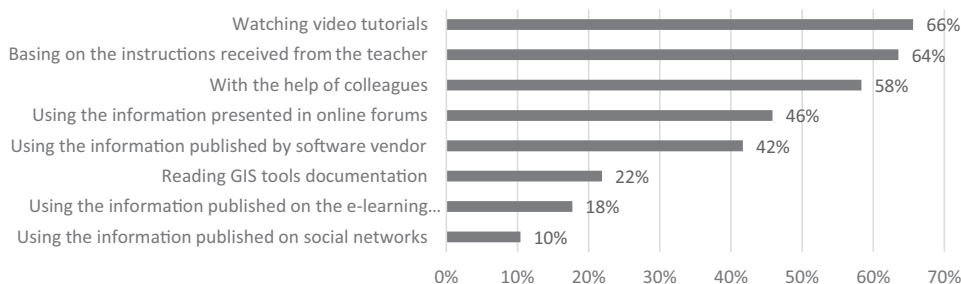 Watching video tutorials 66%
Basing on the instructions received from the teacher 64%
With the help of colleagues 58%
Using the information presented in online forums 46%
Using the information published by software vendor 42%
Reading GIS tools documentation 22%
Using the information published on the e-learning... 18%
Using the information published on social networks 10%
0% 10% 20% 30% 40% 50% 60% 70%